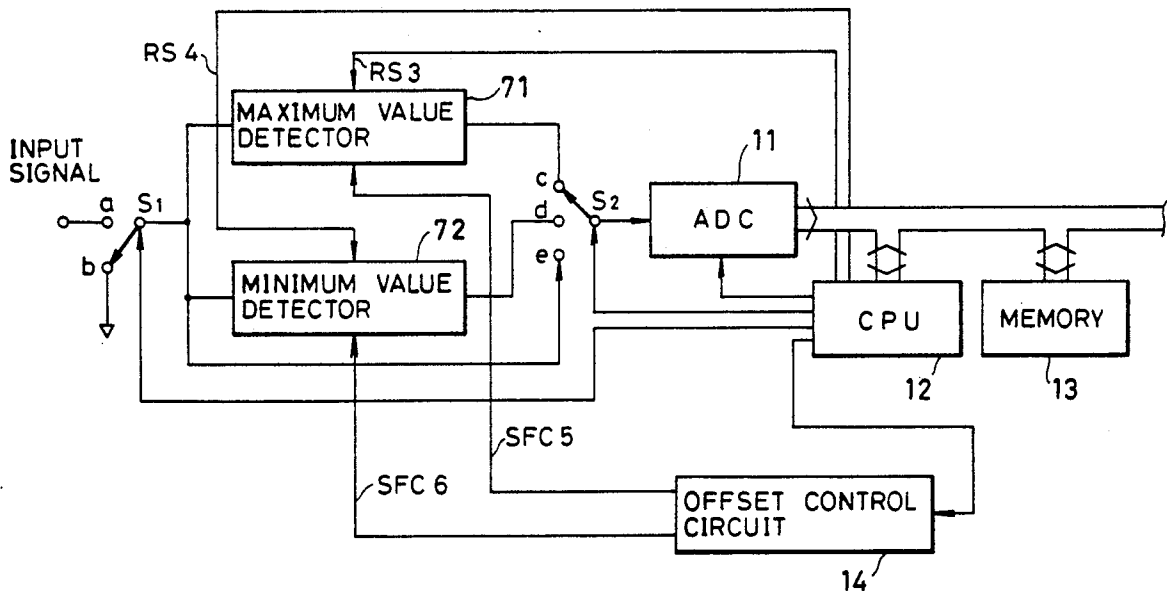 RS 4
RS 3
71
MAXIMUM VALUE
DETECTOR
INPUT
SIGNAL
11
a
S1
c
S2
d
ADC
b
72
e
MINIMUM VALUE
DETECTOR
CPU
MEMORY
12
13
SFC 5
SFC 6
OFFSET CONTROL
CIRCUIT
14